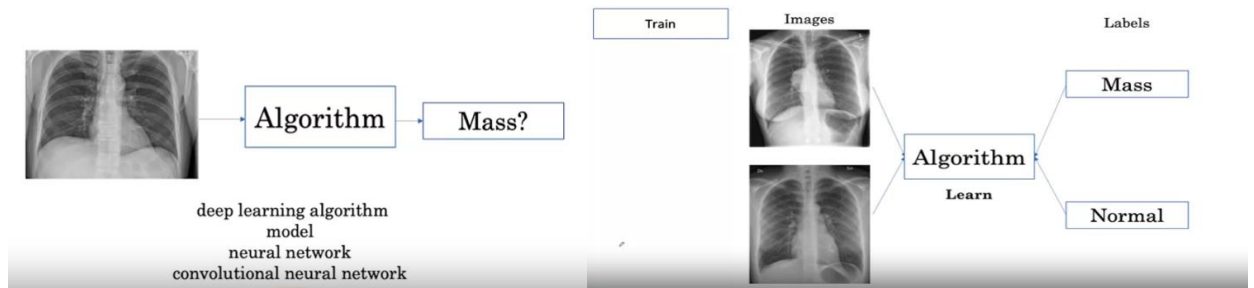 Algorithm
Mass?
deep learning algorithm
model
neural network
convolutional neural network
Train
Images
Labels
Mass
Algorithm
Learn
Normal